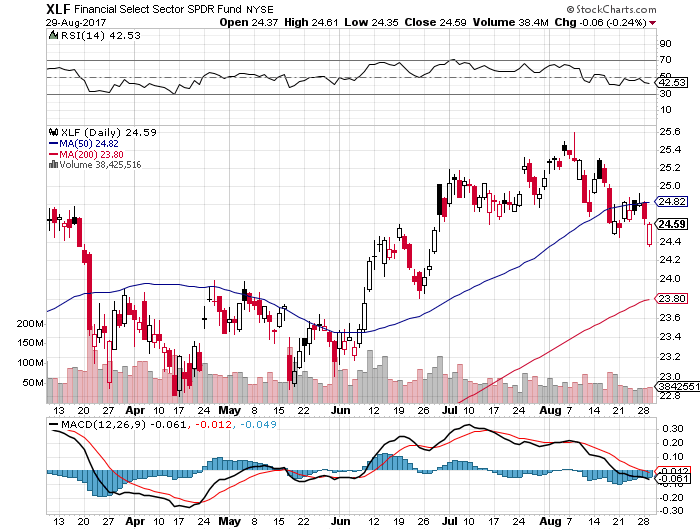 XLF Financial Select Sector SPDR Fund NYSE © StockCharts.com
29-Aug-2017 Open 24.37 High 24.61 Low 24.35 Close 24.59 Volume 38.4M Chg -0.06 (-0.24%)
RSI(14) 42.53
90
70
50
42.53
30
10
XLF (Daily) 24.59
MA(50) 24.82
MA(200) 23.80
Volume 38,425,516
25.6
25.4
25.2
25.0
24.82
24.59
24.4
24.2
24.0
23.80
23.6
23.4
23.2
23.0
22.8
200M
150M
100M
50M
3842551
13 20 27 Apr 10 17 24 May 8 15 22 Jun 12 19 26 Jul 10 17 24 Aug 7 14 21 28
MACD(12,26,9) -0.061, -0.012, -0.049
0.30
0.20
0.10
-0.012
-0.061
-0.10
-0.20
-0.30
13 20 27 Apr 10 17 24 May 8 15 22 Jun 12 19 26 Jul 10 17 24 Aug 7 14 21 28